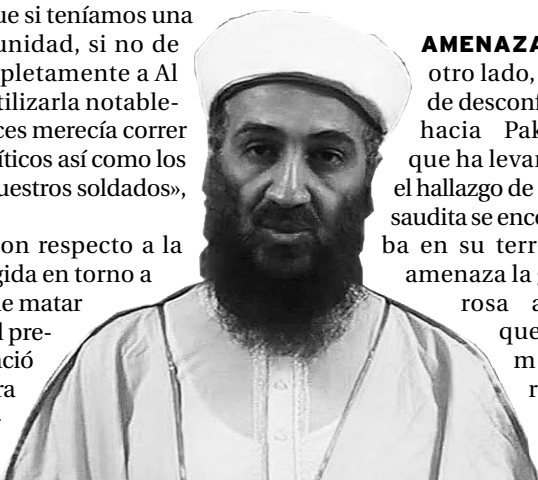 ue si teníamos una
unidad, si no de
pletamente a Al
tilizarla notable-
ces merecía correr
íticos así como los
uestros soldados»,
on respecto a la
gida en torno a
e matar
l pre-
ció
ra
-
AMENAZA
otro lado,
de desconf
hacia Pak
que ha levan
el hallazgo de
saudita se enco
ba en su terr
amenaza la g
rosa a
que
m
r